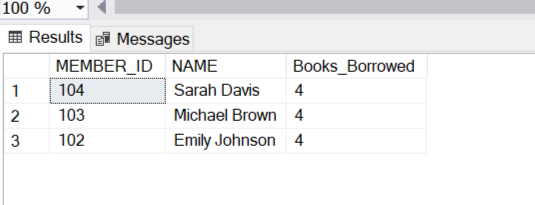 100 %
Results Messages
MEMBER_ID NAME Books_Borrowed
1 104 Sarah Davis 4
2 103 Michael Brown 4
3 102 Emily Johnson 4